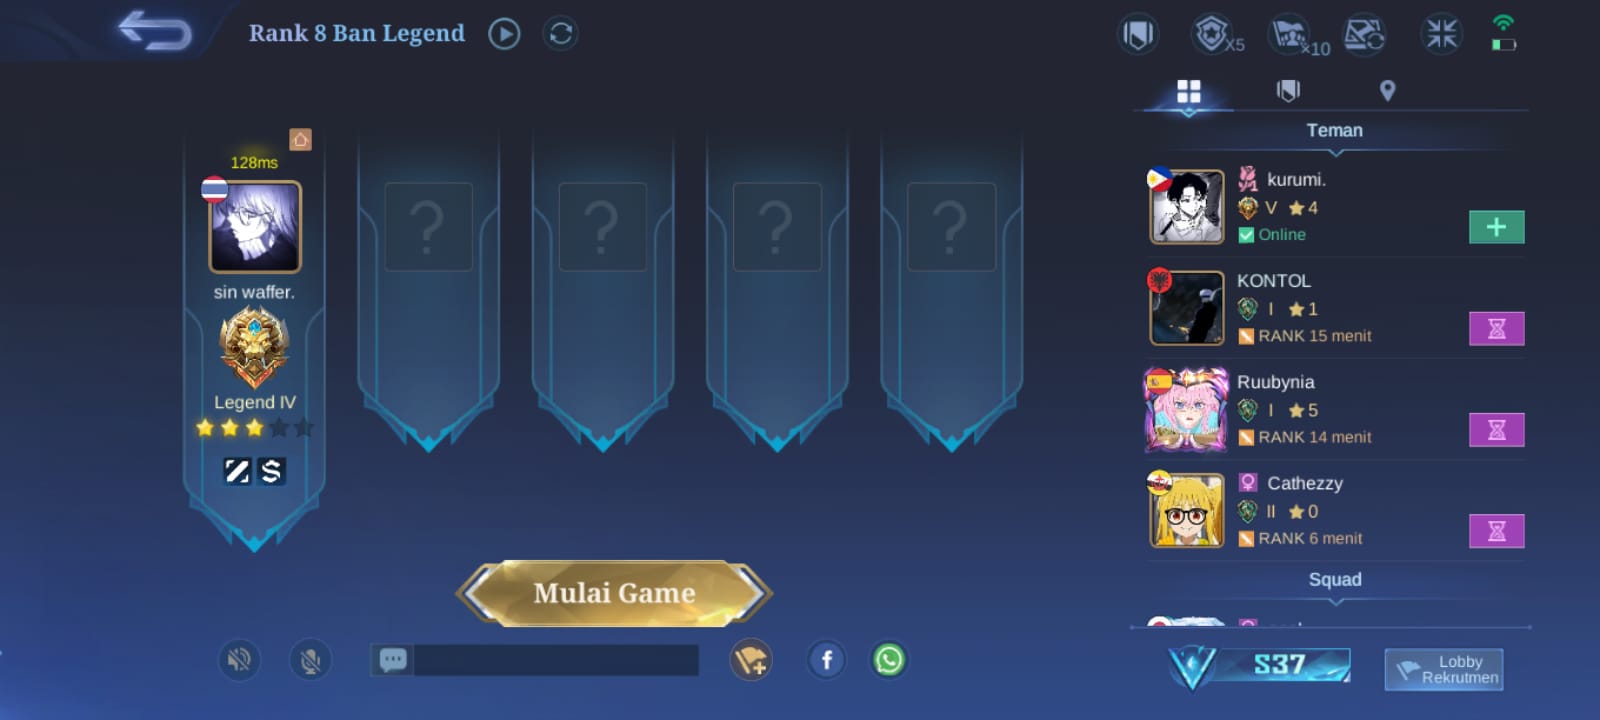 Rank 8 Ban Legend
X5
×10
128ms
sin waffer.
Legend IV
?
?
?
?
Mulai Game
Teman
kurumi.
V ★4
Online
KONTOL
I ★1
RANK 15 menit
Ruubynia
I ★5
RANK 14 menit
Cathezzy
II ★0
RANK 6 menit
Squad
S37
Lobby
Rekrutmen